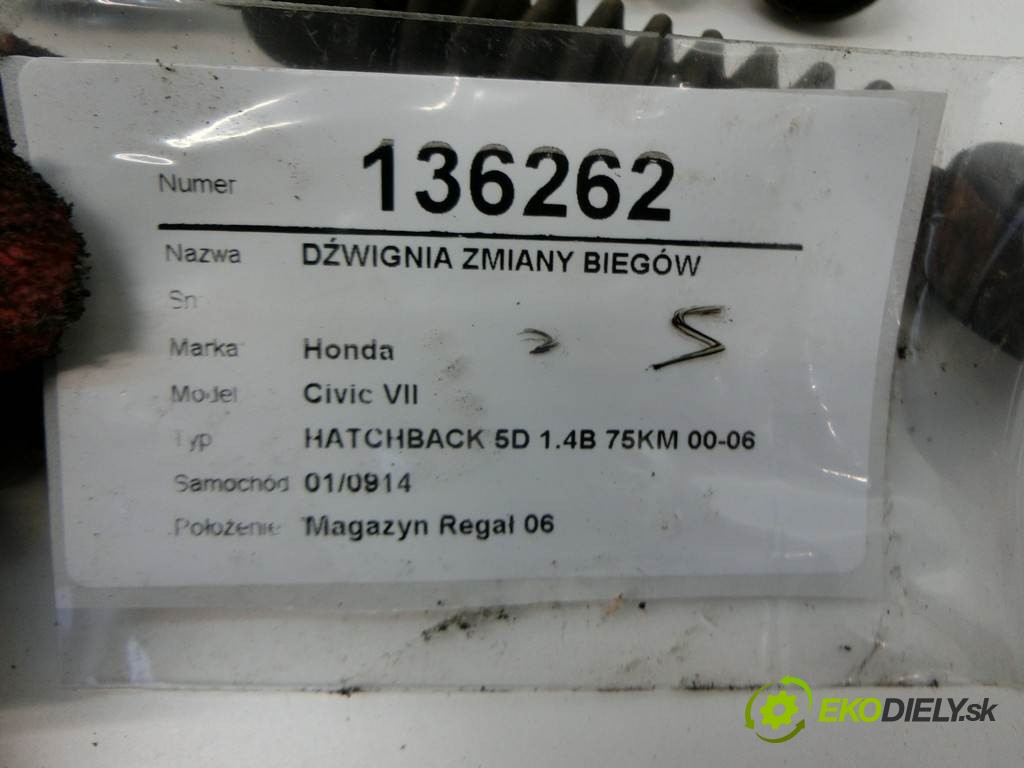 Numer 136262
Nazwa DŹWIGNIA ZMIANY BIEGÓW
Sn
Marka Honda
S
Model Civic VII
Typ HATCHBACK 5D 1.4B 75KM 00-06
Samochód 01/0914
Położenie Magazyn Regał 06
EKODIELY.sk